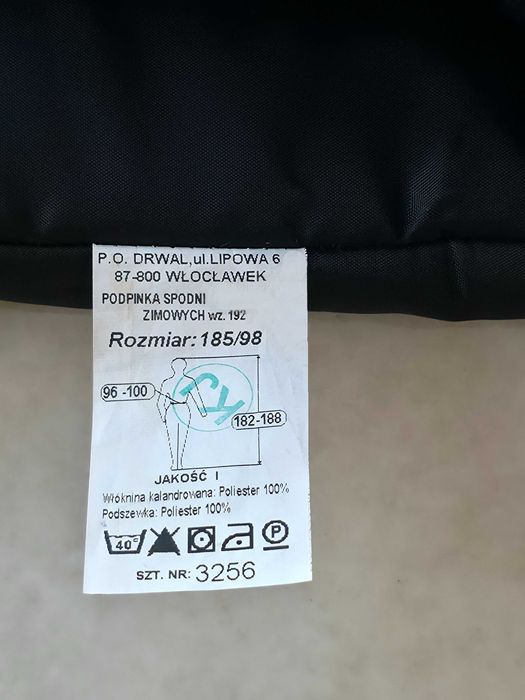 P.O. DRWAL, ul. LIPOWA 6
87-800 WŁOCŁAWEK
PODPINKA SPODNI
ZIMOWYCH wz. 192
Rozmiar: 185/98
96 -100
182-188
JAKOŚĆ I
Włóknina kalandrowana: Poliester 100%
Podszewka: Poliester 100%
40° P
SZT. NR: 3256